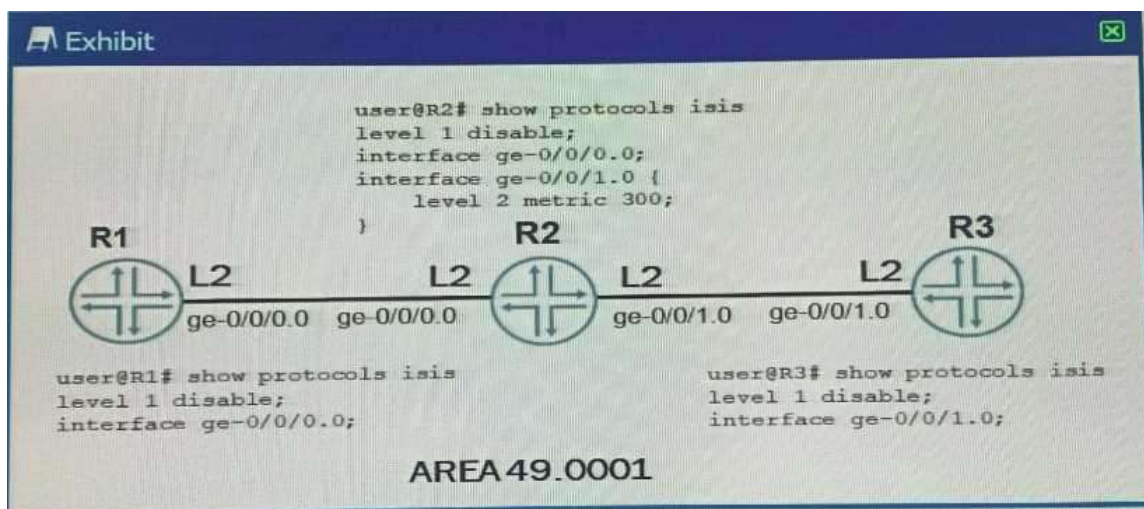 Exhibit
user@R2# show protocols isis
level 1 disable;
interface ge-0/0/0.0;
interface ge-0/0/1.0 {
level 2 metric 300;
}
R1
R2
R3
L2
L2
L2
L2
ge-0/0/0.0
ge-0/0/0.0
ge-0/0/1.0
ge-0/0/1.0
user@R1# show protocols isis
level 1 disable;
interface ge-0/0/0.0;
user@R3# show protocols isis
level 1 disable;
interface ge-0/0/1.0;
AREA 49.0001